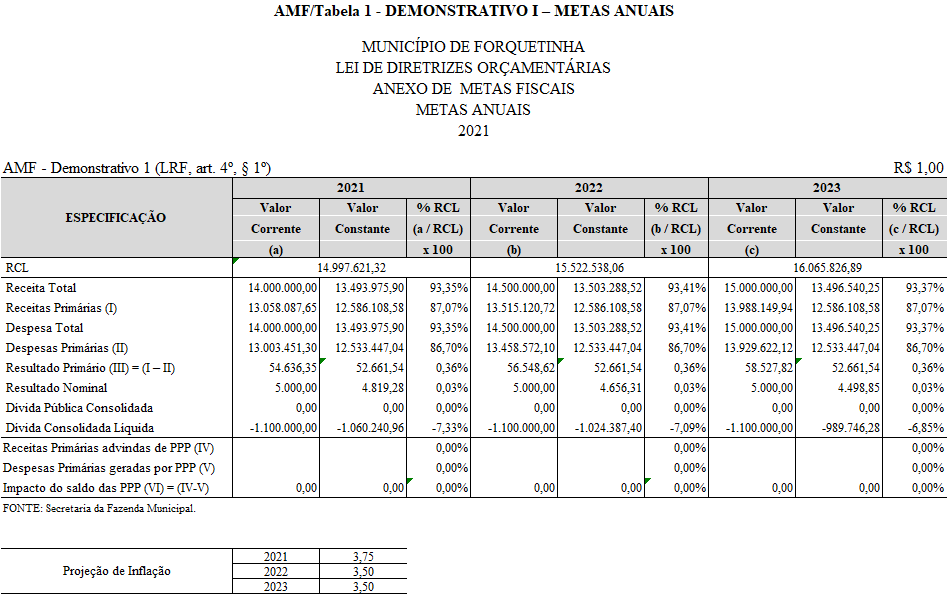 AMF/Tabela 1 - DEMONSTRATIVO I – METAS ANUAIS
MUNICÍPIO DE FORQUETINHA
LEI DE DIRETRIZES ORÇAMENTÁRIAS
ANEXO DE METAS FISCAIS
METAS ANUAIS
2021
AMF - Demonstrativo 1 (LRF, art. 4º, § 1º) R$ 1,00
ESPECIFICAÇÃO 2021 2022 2023
Valor Valor % RCL Valor Valor % RCL Valor Valor % RCL
Corrente Constante (a / RCL) Corrente Constante (b / RCL) Corrente Constante (c / RCL)
(a) x 100 (b) x 100 (c) x 100
RCL 14.997.621,32 15.522.538,06 16.065.826,89
Receita Total 14.000.000,00 13.493.975,90 93,35% 14.500.000,00 13.503.288,52 93,41% 15.000.000,00 13.496.540,25 93,37%
Receitas Primárias (I) 13.058.087,65 12.586.108,58 87,07% 13.515.120,72 12.586.108,58 87,07% 13.988.149,94 12.586.108,58 87,07%
Despesa Total 14.000.000,00 13.493.975,90 93,35% 14.500.000,00 13.503.288,52 93,41% 15.000.000,00 13.496.540,25 93,37%
Despesas Primárias (II) 13.003.451,30 12.533.447,04 86,70% 13.458.572,10 12.533.447,04 86,70% 13.929.622,12 12.533.447,04 86,70%
Resultado Primário (III) = (I – II) 54.636,35 52.661,54 0,36% 56.548,62 52.661,54 0,36% 58.527,82 52.661,54 0,36%
Resultado Nominal 5.000,00 4.819,28 0,03% 5.000,00 4.656,31 0,03% 5.000,00 4.498,85 0,03%
Dívida Pública Consolidada 0,00 0,00 0,00% 0,00 0,00 0,00% 0,00 0,00 0,00%
Dívida Consolidada Líquida -1.100.000,00 -1.060.240,96 -7,33% -1.100.000,00 -1.024.387,40 -7,09% -1.100.000,00 -989.746,28 -6,85%
Receitas Primárias advindas de PPP (IV) 0,00% 0,00% 0,00%
Despesas Primárias geradas por PPP (V) 0,00% 0,00% 0,00%
Impacto do saldo das PPP (VI) = (IV-V) 0,00 0,00 0,00% 0,00 0,00 0,00% 0,00 0,00 0,00%
FONTE: Secretaria da Fazenda Municipal.
Projeção de Inflação
2021 3,75
2022 3,50
2023 3,50